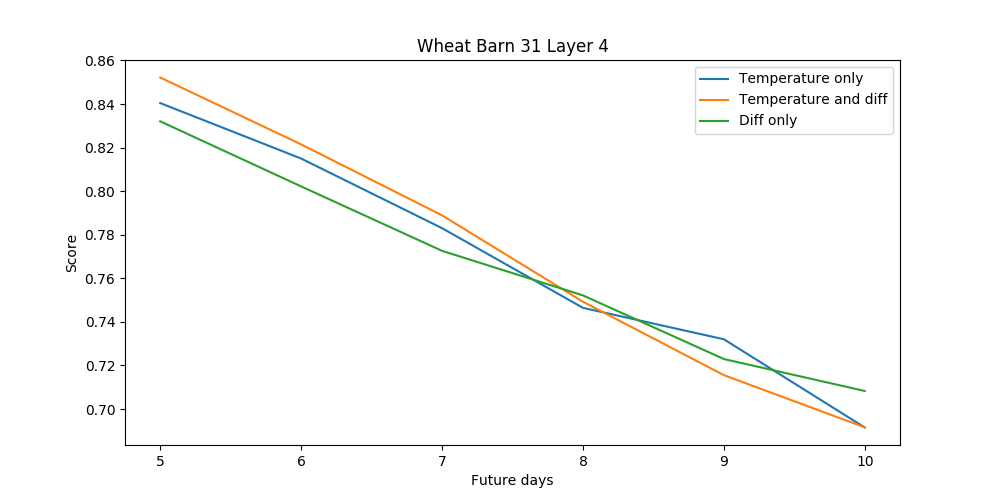 Wheat Barn 31 Layer 4
Temperature only
Temperature and diff
Diff only
Score
0.86
0.84
0.82
0.80
0.78
0.76
0.74
0.72
0.70
5 6 7 8 9 10
Future days